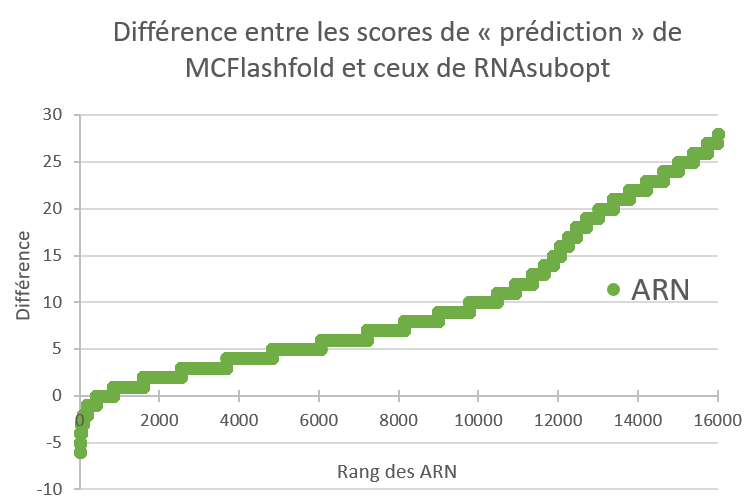 Différence entre les scores de « prédiction » de
MCFlashfold et ceux de RNAsubopt
30
25
20
15
10
5
0
-5
-10
Différence
0 2000 4000 6000 8000 10000 12000 14000 16000
Rang des ARN
ARN